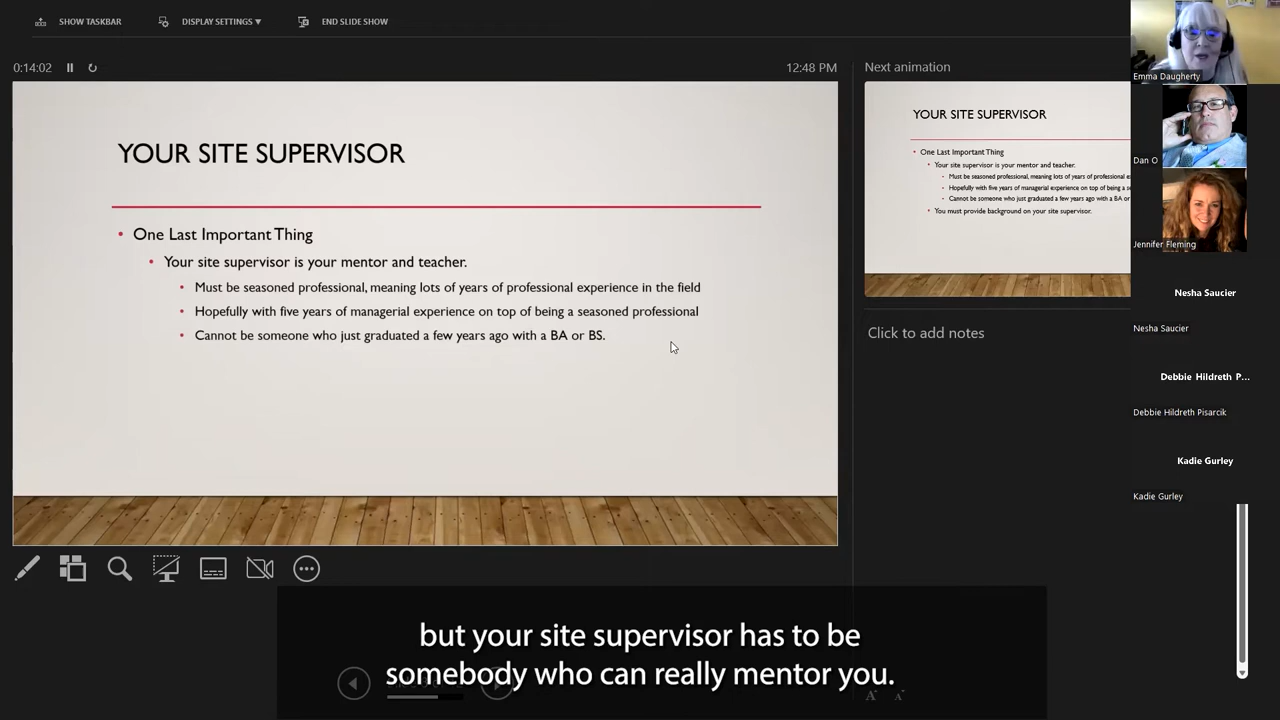 SHOW TASKBAR
DISPLAY SETTINGS ▼
END SLIDE SHOW
0:14:02
12:48 PM
YOUR SITE SUPERVISOR
• One Last Important Thing
• Your site supervisor is your mentor and teacher.
• Must be seasoned professional, meaning lots of years of professional experience in the field
• Hopefully with five years of managerial experience on top of being a seasoned professional
• Cannot be someone who just graduated a few years ago with a BA or BS.
Next animation
YOUR SITE SUPERVISOR
• One Last Important Thing
• Your site supervisor is your mentor and teacher.
• Must be seasoned professional, meaning lots of years of professional
• Hopefully with five years of managerial experience on top of being a
• Cannot be someone who just graduated a few years ago with a BA or
• You must provide background on your site supervisor.
Click to add notes
Emma Daugherty
Dan O
Jennifer Fleming
Nesha Saucier
Nesha Saucier
Debbie Hildreth P...
Debbie Hildreth Pisarcik
Kadie Gurley
Kadie Gurley
but your site supervisor has to be
somebody who can really mentor you.
A A